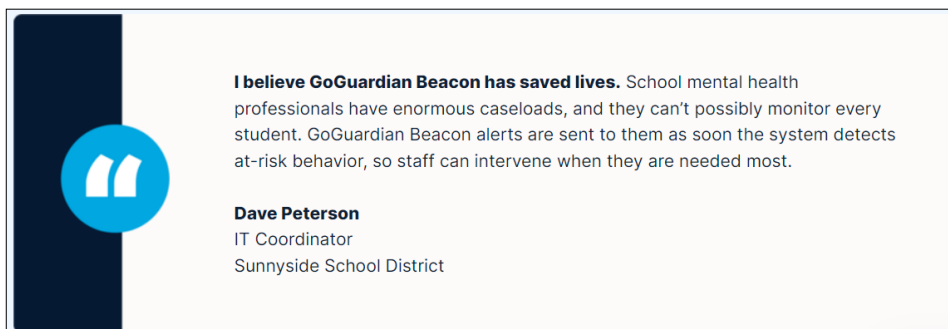 I believe GoGuardian Beacon has saved lives. School mental health
professionals have enormous caseloads, and they can’t possibly monitor every
student. GoGuardian Beacon alerts are sent to them as soon the system detects
at-risk behavior, so staff can intervene when they are needed most.
Dave Peterson
IT Coordinator
Sunnyside School District